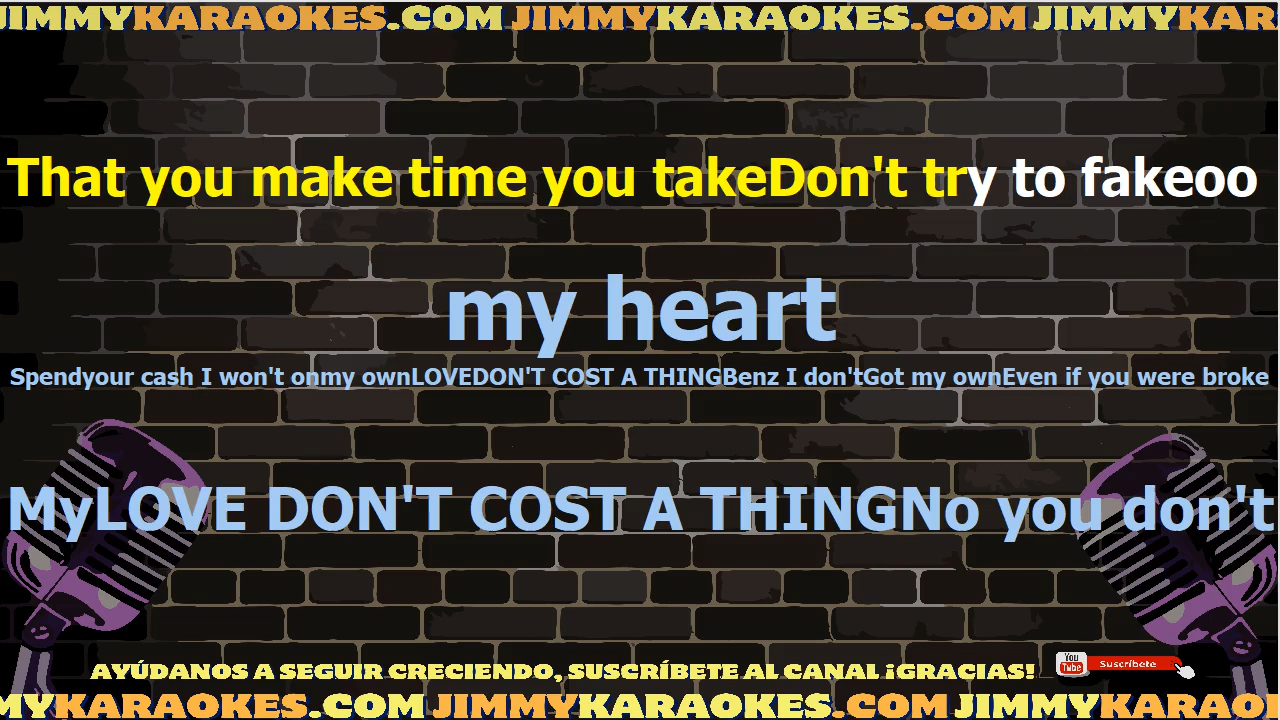 JIMMYKARAOKES.COM JIMMYKARAOKES.COM JIMMYKAR
That you make time you takeDon't try to fakeoo
my heart
Spendyour cash I won't onmy ownLOVEDON'T COST A THINGBenz I don'tGot my ownEven if you were broke
MyLOVE DON'T COST A THINGNo you don't
AYÚDANOS A SEGUIR CRECIENDO, SUSCRÍBETE AL CANAL ¡GRACIAS!
You Tube Suscríbete
MYKARAOKES.COM JIMMYKARAOKES.COM JIMMYKARAO